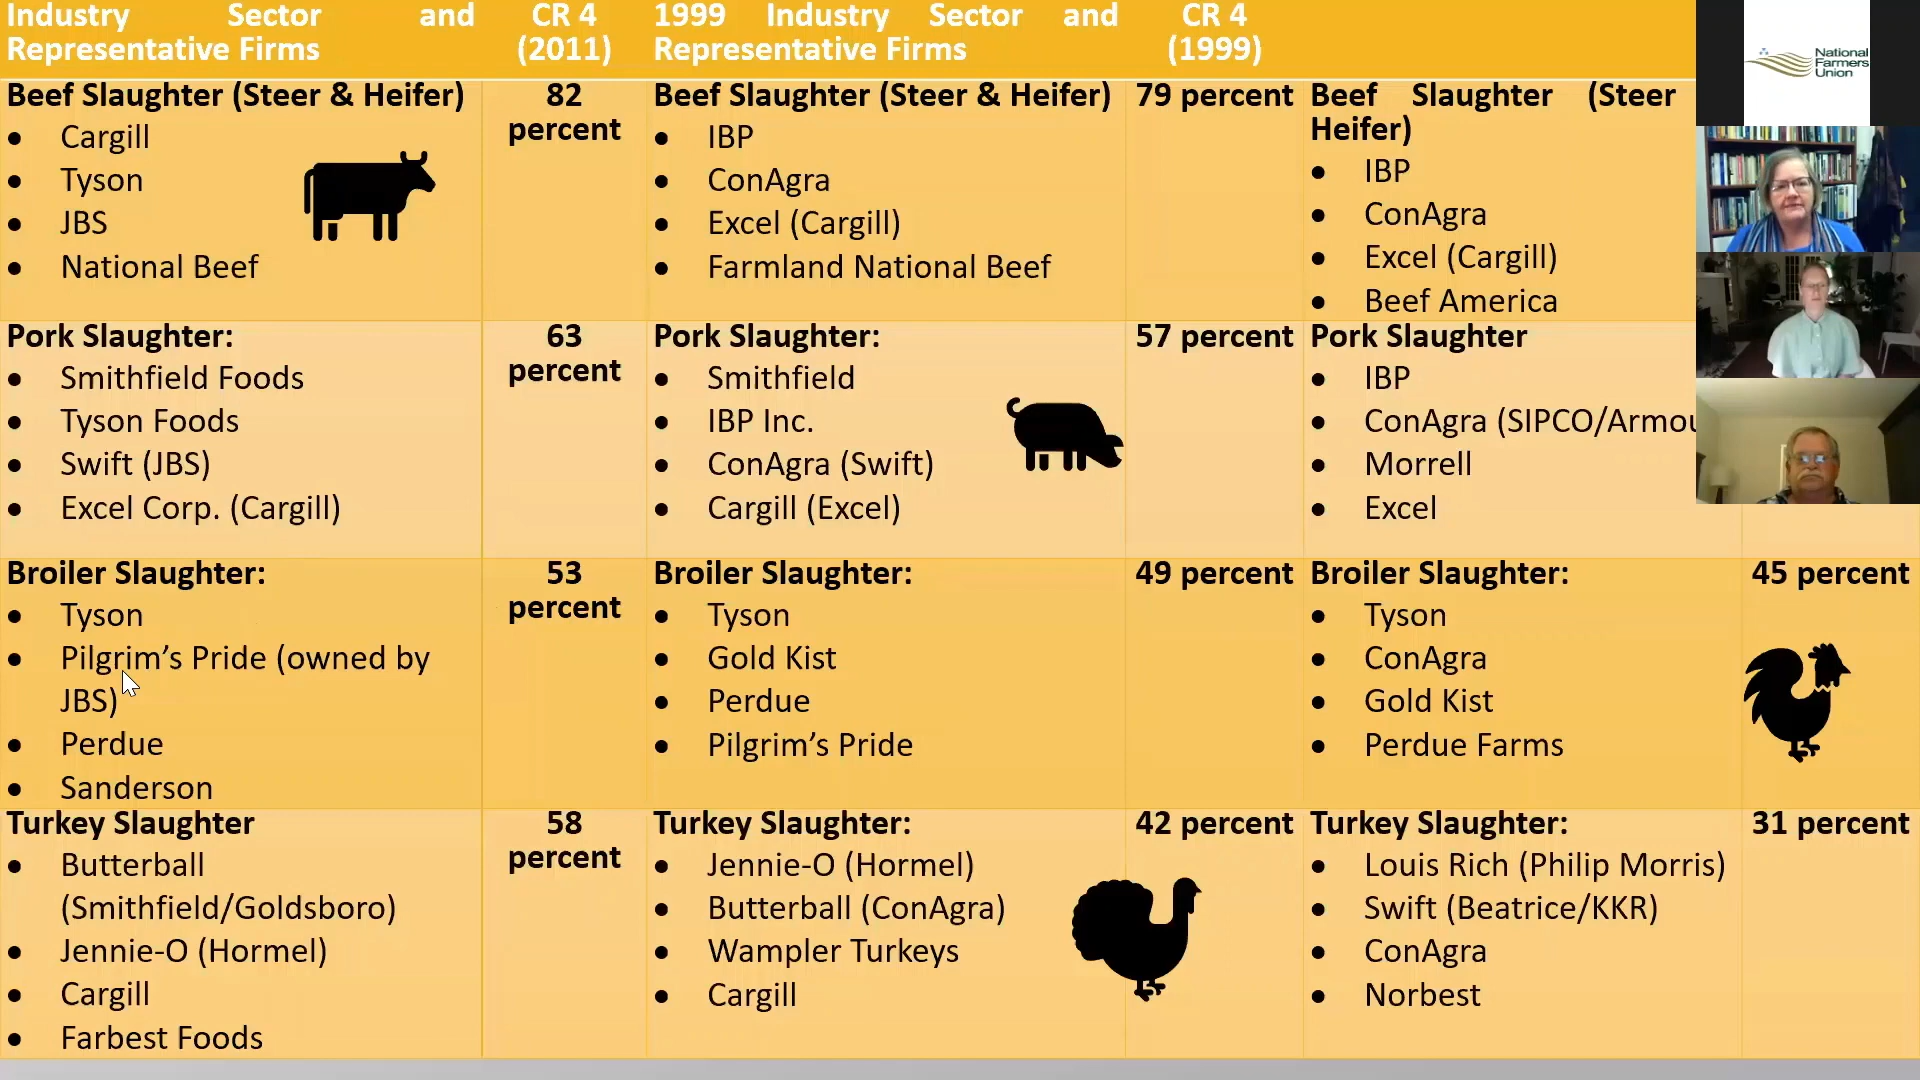 Industry Sector and
Representative Firms
CR 4
(2011)
1999 Industry Sector and
Representative Firms
CR 4
(1999)
National
Farmers
Union
Beef Slaughter (Steer & Heifer)
• Cargill
• Tyson
• JBS
• National Beef
82
percent
Beef Slaughter (Steer & Heifer)
• IBP
• ConAgra
• Excel (Cargill)
• Farmland National Beef
79 percent
Beef Slaughter (Steer
Heifer)
• IBP
• ConAgra
• Excel (Cargill)
• Beef America
Pork Slaughter:
• Smithfield Foods
• Tyson Foods
• Swift (JBS)
• Excel Corp. (Cargill)
63
percent
Pork Slaughter:
• Smithfield
• IBP Inc.
• ConAgra (Swift)
• Cargill (Excel)
57 percent
Pork Slaughter
• IBP
• ConAgra (SIPCO/Armou
• Morrell
• Excel
Broiler Slaughter:
• Tyson
• Pilgrim’s Pride (owned by
JBS)
• Perdue
• Sanderson
53
percent
Broiler Slaughter:
• Tyson
• Gold Kist
• Perdue
• Pilgrim’s Pride
49 percent
Broiler Slaughter:
• Tyson
• ConAgra
• Gold Kist
• Perdue Farms
45 percent
Turkey Slaughter
• Butterball
(Smithfield/Goldsboro)
• Jennie-O (Hormel)
• Cargill
• Farbest Foods
58
percent
Turkey Slaughter:
• Jennie-O (Hormel)
• Butterball (ConAgra)
• Wampler Turkeys
• Cargill
42 percent
Turkey Slaughter:
• Louis Rich (Philip Morris)
• Swift (Beatrice/KKR)
• ConAgra
• Norbest
31 percent